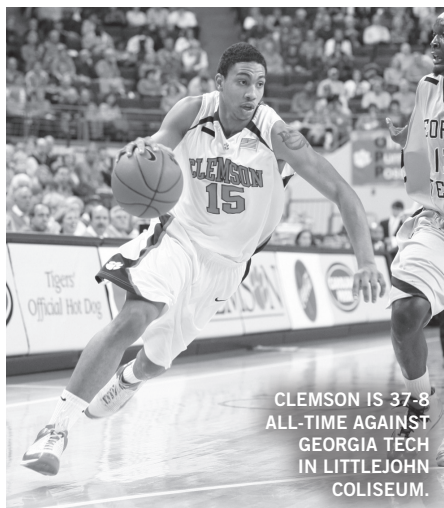 CLEMSON
15
Tigers'
Official Hot Dog
CLEMSON IS 37-8
ALL-TIME AGAINST
GEORGIA TECH
IN LITTLEJOHN
COLISEUM.